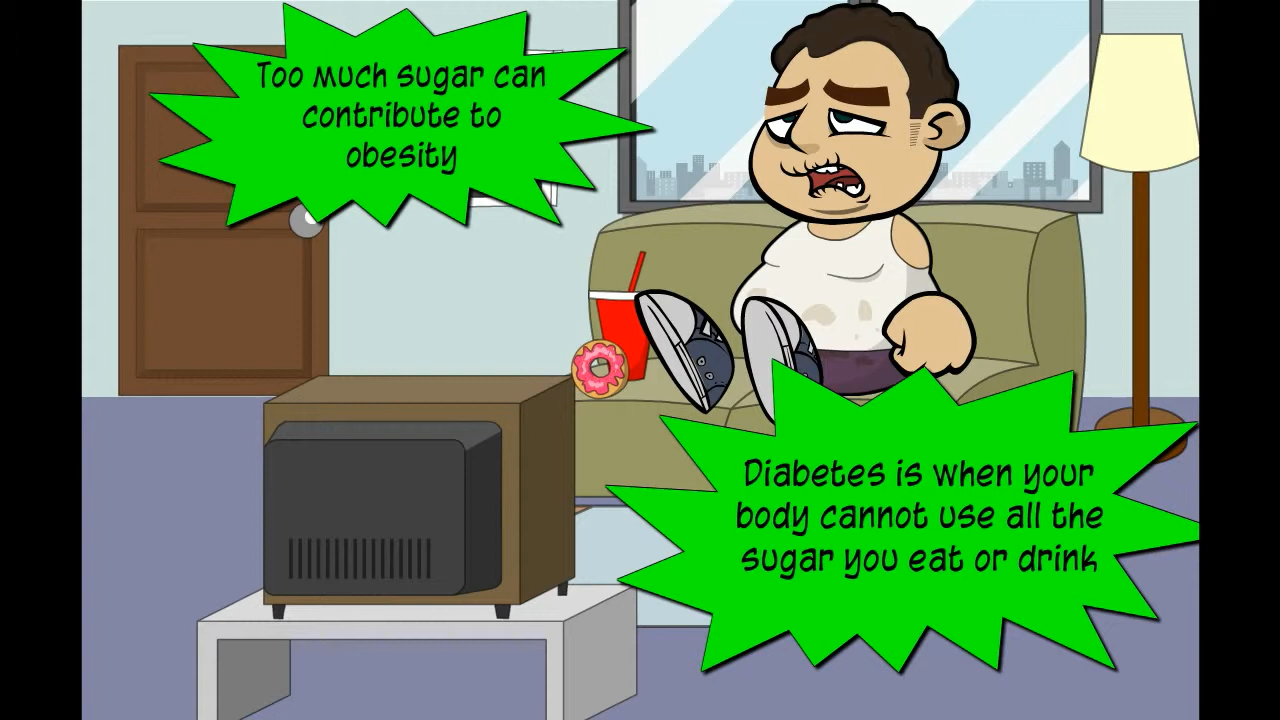 Too much sugar can
contribute to
obesity
Diabetes is when your
body cannot use all the
sugar you eat or drink